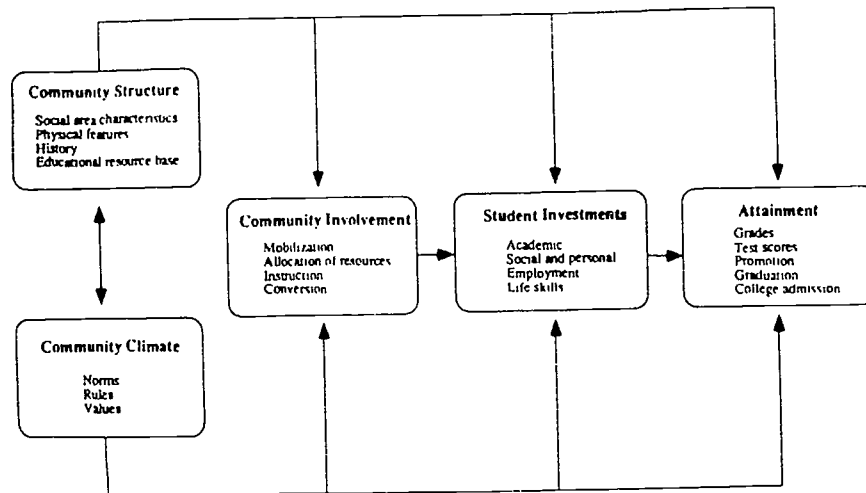 Community Structure
Social area characteristics
Physical features
History
Educational resource base
Community Involvement
Mobilization
Allocation of resources
Instruction
Conversion
Student Investments
Academic
Social and personal
Employment
Life skills
Attainment
Grades
Test scores
Promotion
Graduation
College admission
Community Climate
Norms
Rules
Values